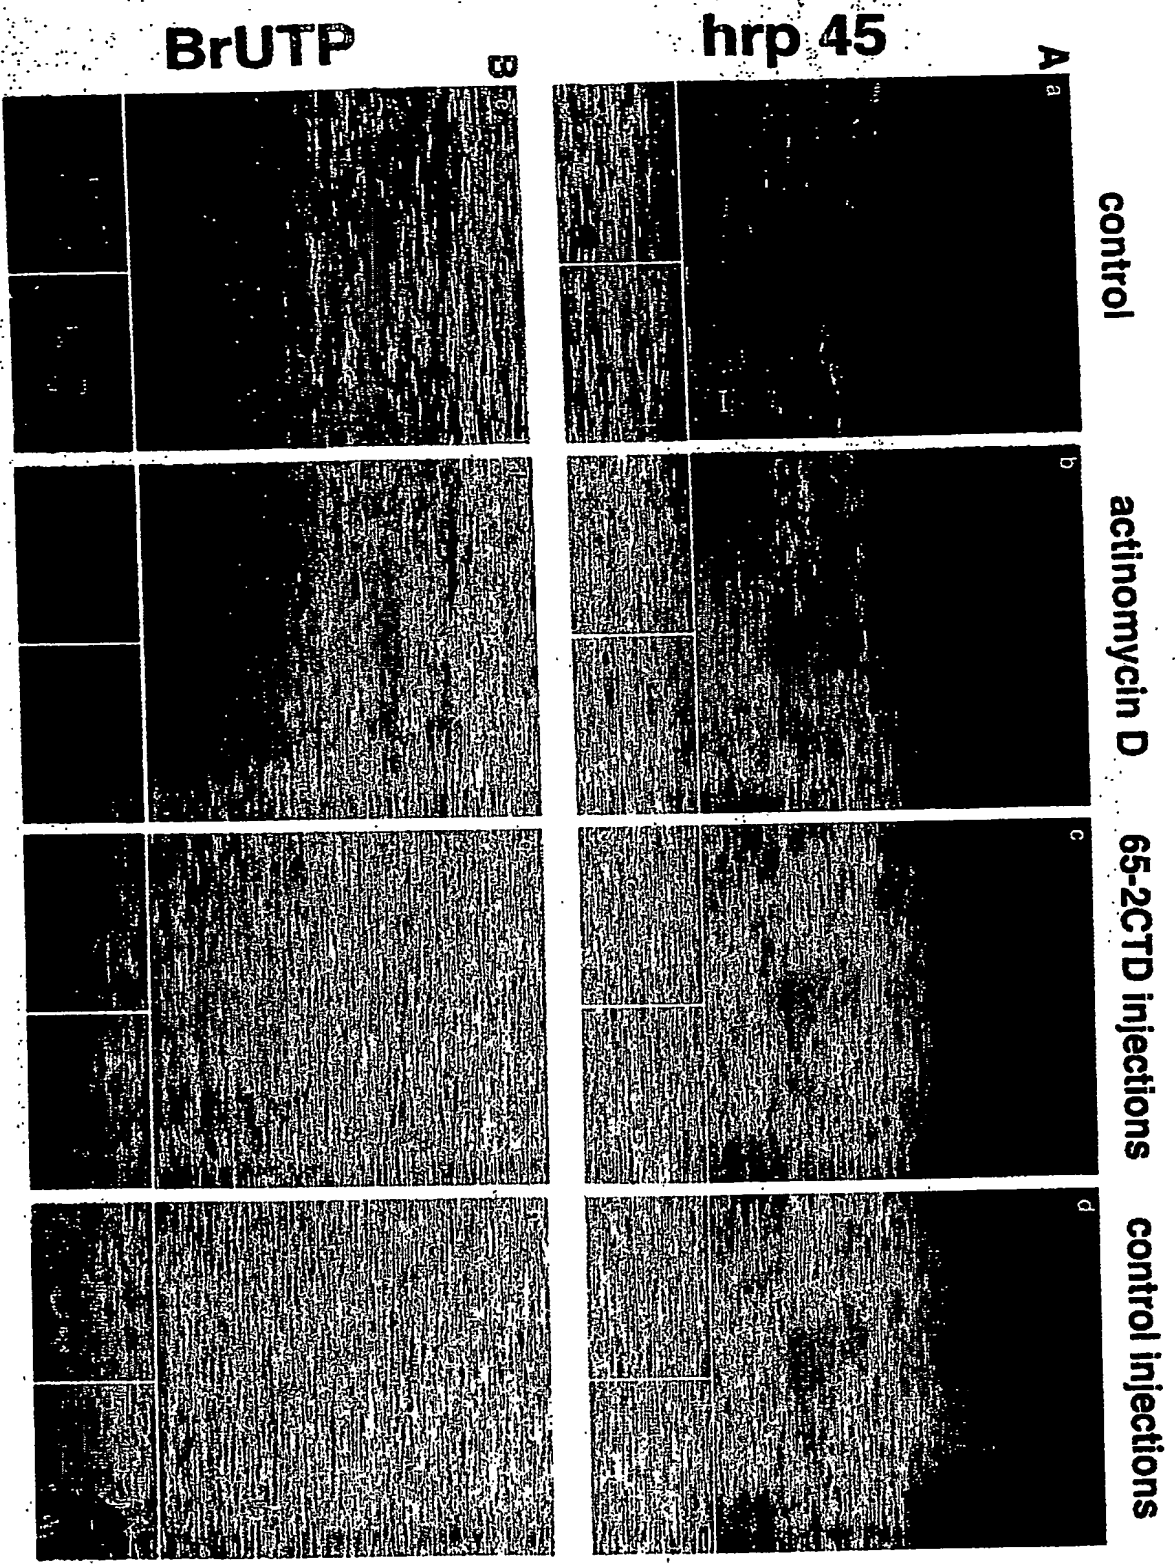 control
actinomycin D
65-2CTD injections
control injections
A
hrp 45
a
b
c
d
B
BrUTP